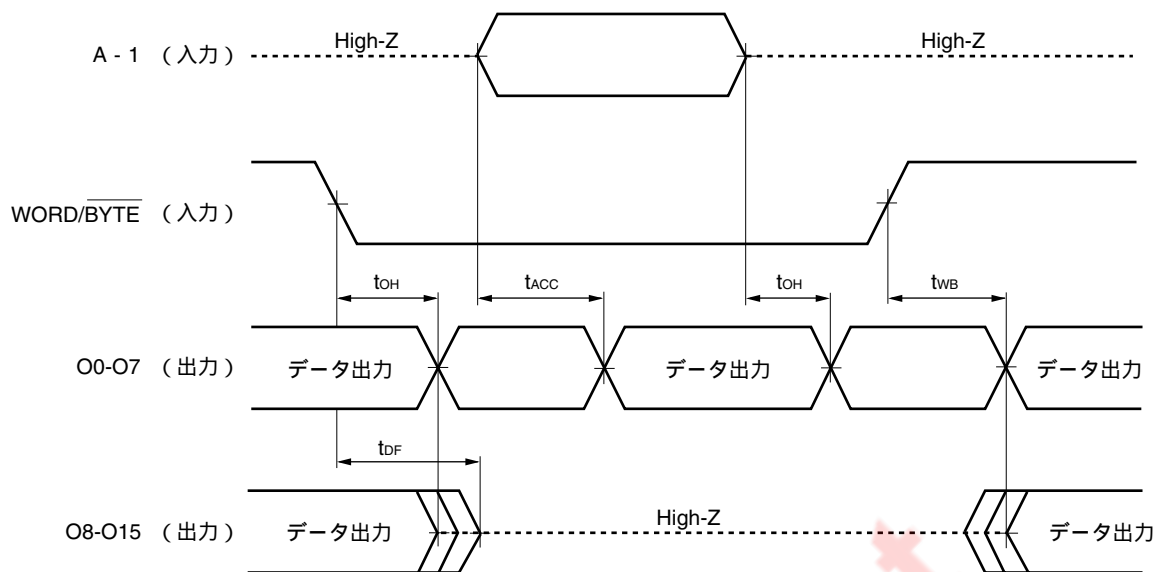 High-Z High-Z
A - 1 （入力）
WORD/BYTE （入力）
tOH tACC tOH tWB
O0-O7 （出力） データ出力 データ出力 データ出力
tDF
High-Z
O8-O15 （出力） データ出力 データ出力